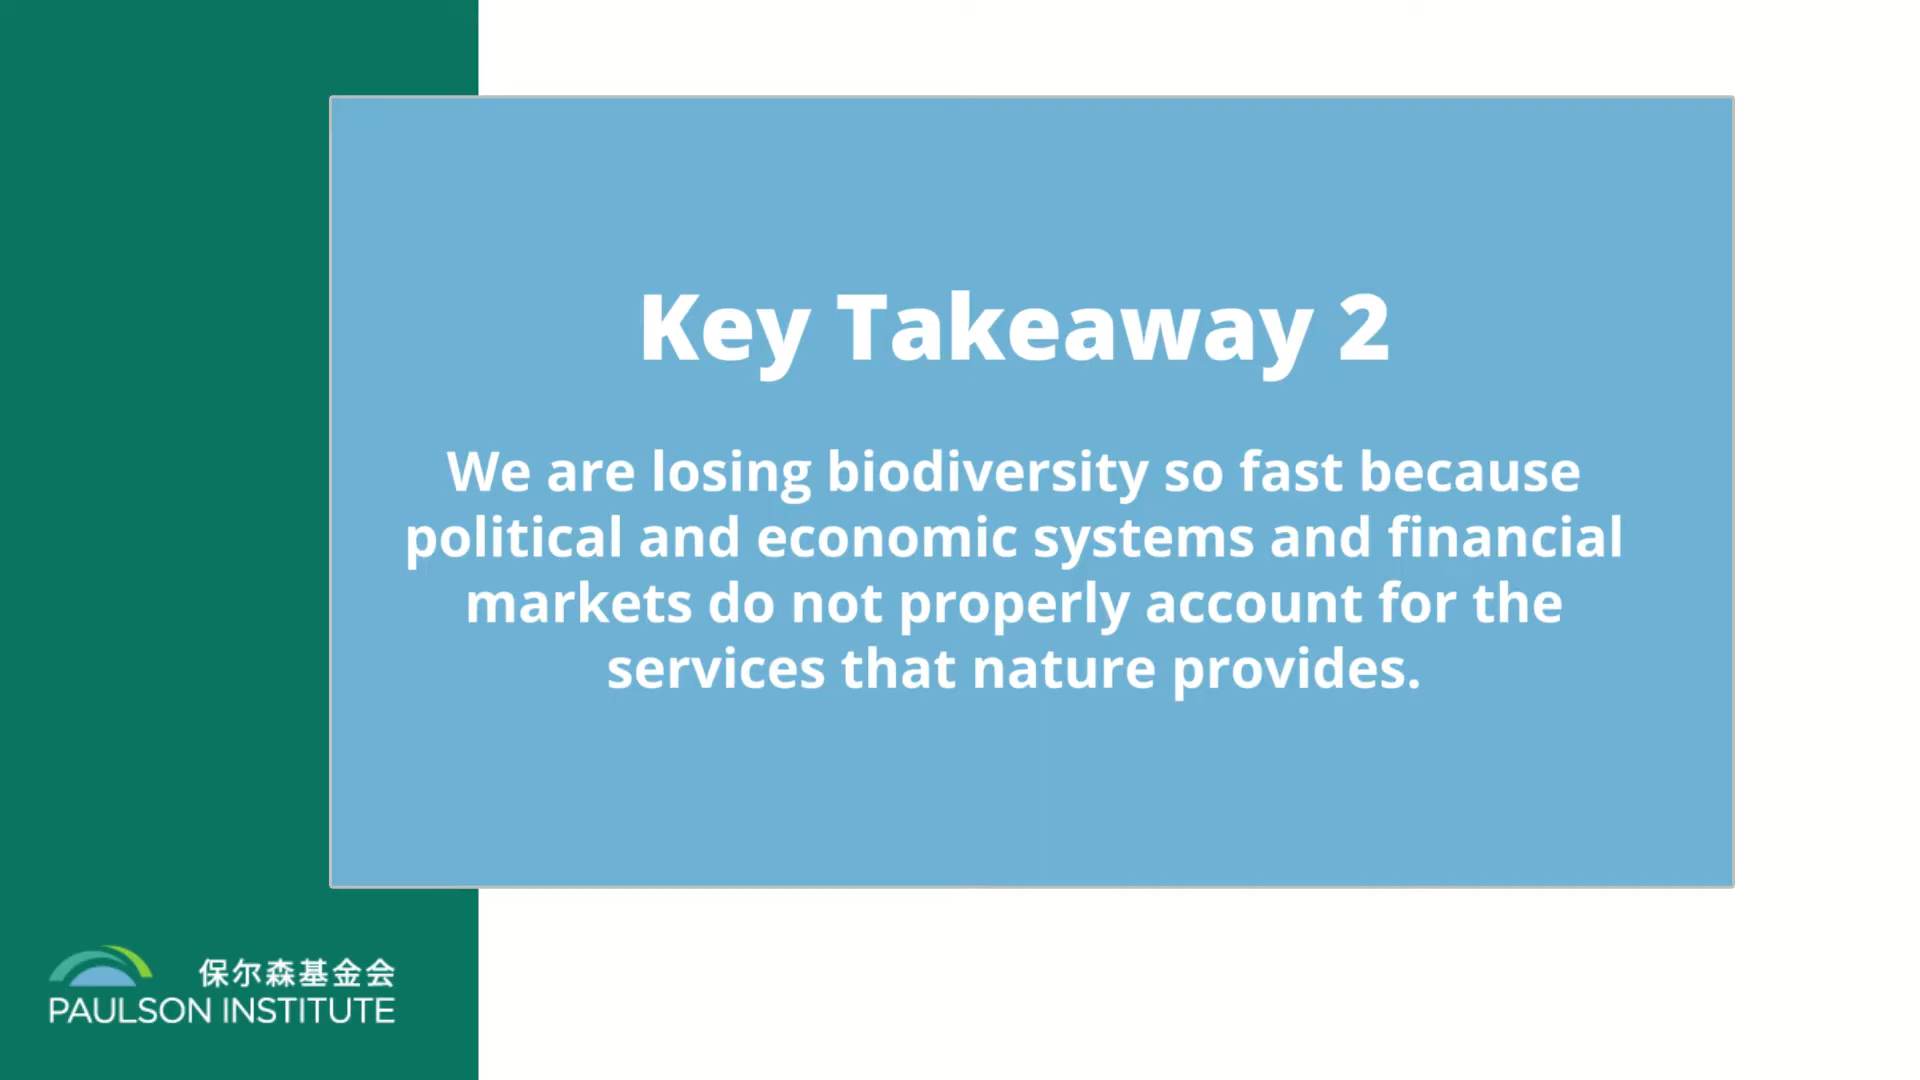 Key Takeaway 2
We are losing biodiversity so fast because
political and economic systems and financial
markets do not properly account for the
services that nature provides.
保尔森基金会
PAULSON INSTITUTE